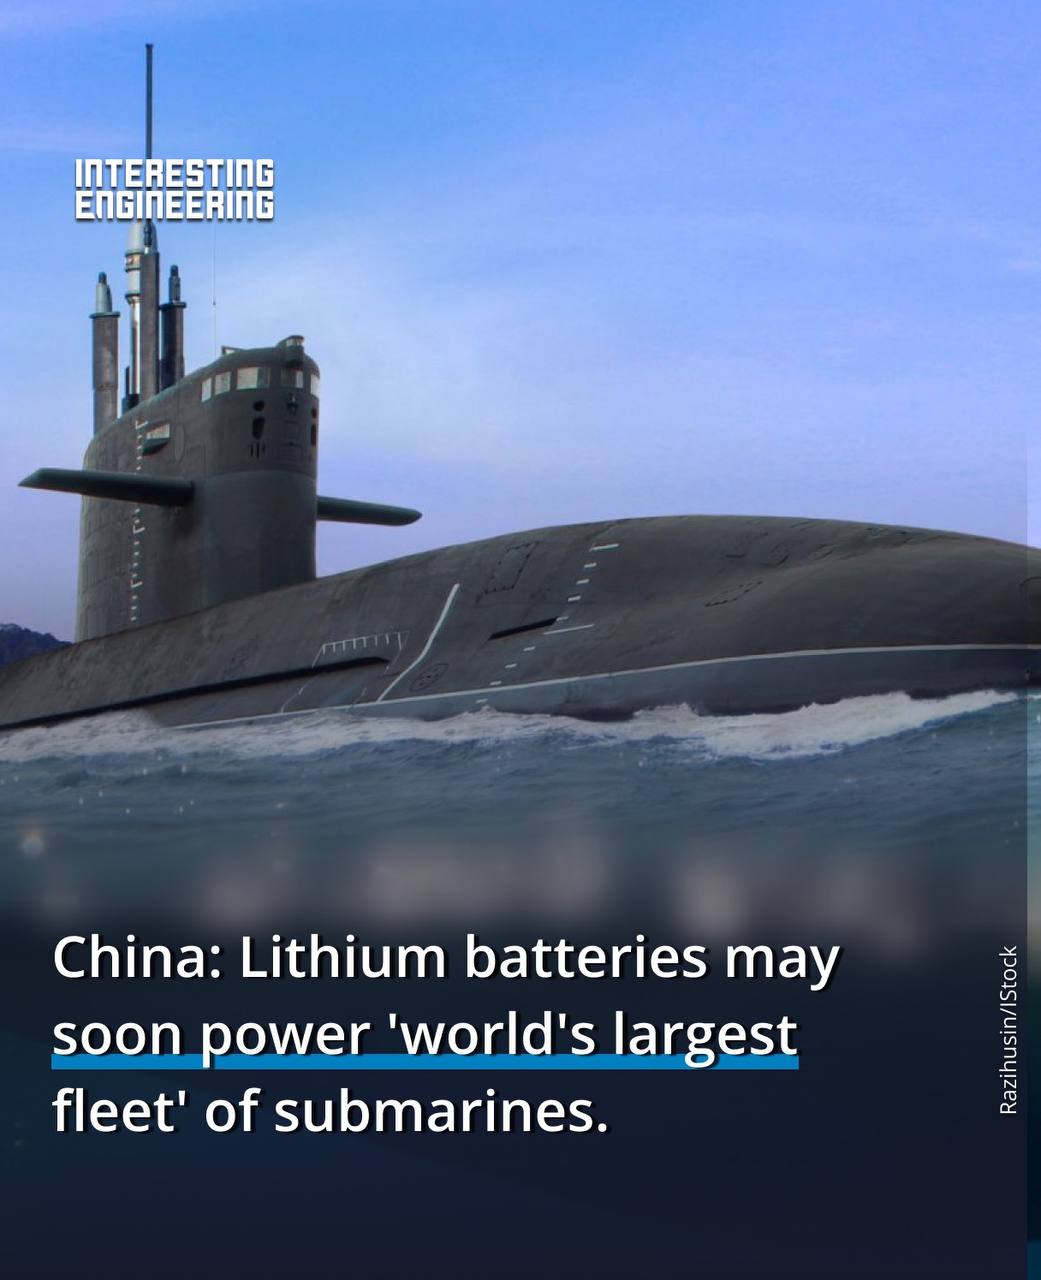 INTERESTING
ENGINEERING
China: Lithium batteries may
soon power 'world's largest
fleet' of submarines.
Razihusin/IStock